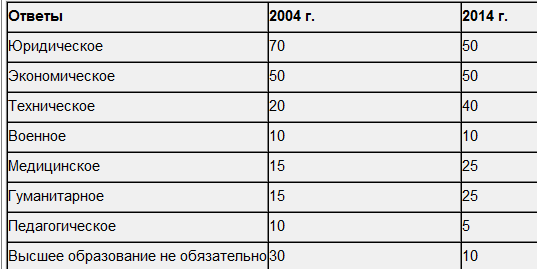 Ответы 2004 г. 2014 г.
Юридическое 70 50
Экономическое 50 50
Техническое 20 40
Военное 10 10
Медицинское 15 25
Гуманитарное 15 25
Педагогическое 10 5
Высшее образование не обязательно 30 10